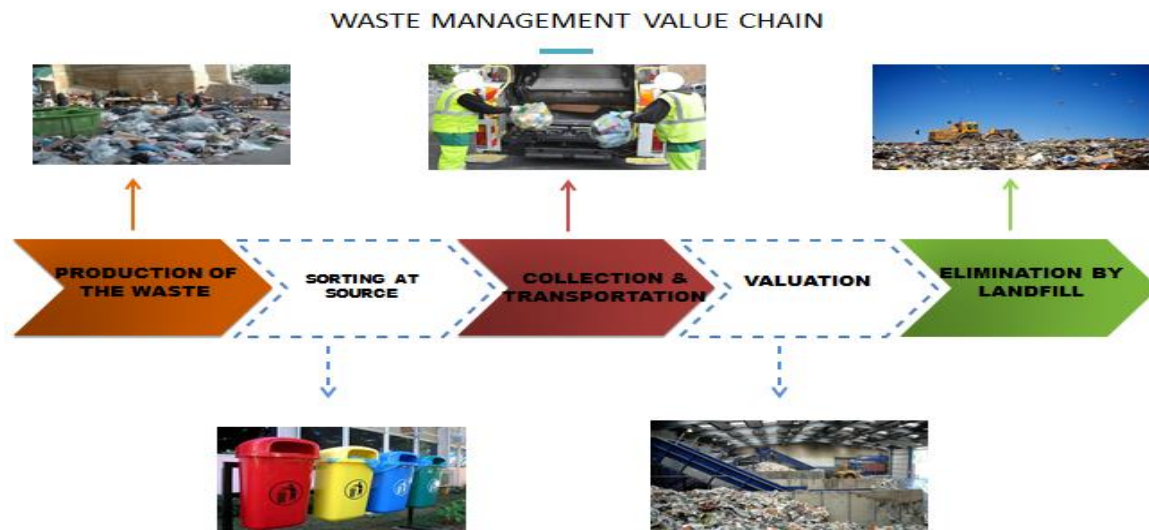 WASTE MANAGEMENT VALUE CHAIN
PRODUCTION OF
THE WASTE
SORTING AT
SOURCE
COLLECTION &
TRANSPORTATION
VALUATION
ELIMINATION BY
LANDFILL